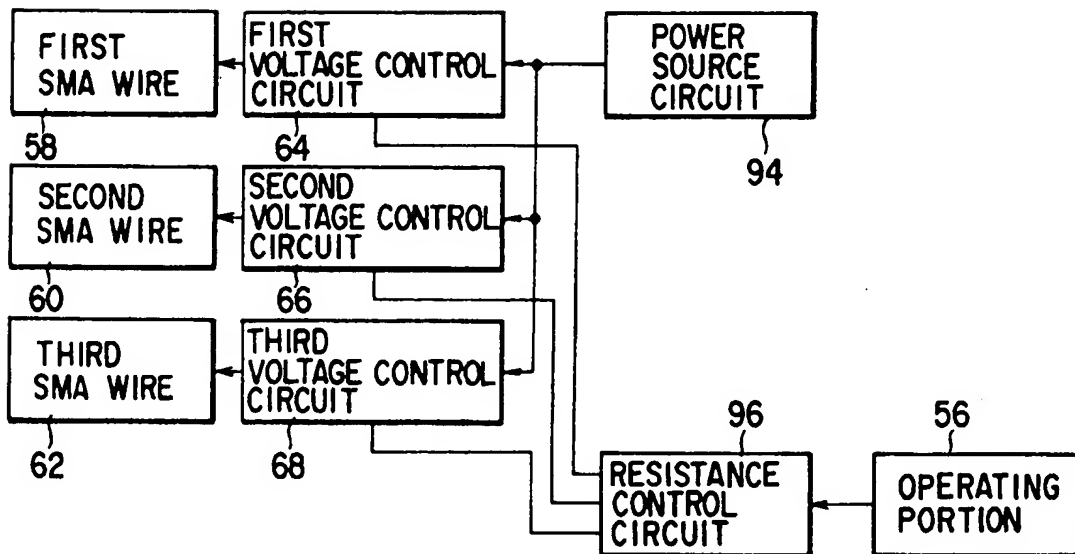 FIRST
SMA WIRE
58
FIRST
VOLTAGE CONTROL
CIRCUIT
64
POWER
SOURCE
CIRCUIT
94
SECOND
SMA WIRE
60
SECOND
VOLTAGE CONTROL
CIRCUIT
66
THIRD
SMA WIRE
62
THIRD
VOLTAGE CONTROL
CIRCUIT
68
RESISTANCE
CONTROL
CIRCUIT
96
OPERATING
PORTION
56